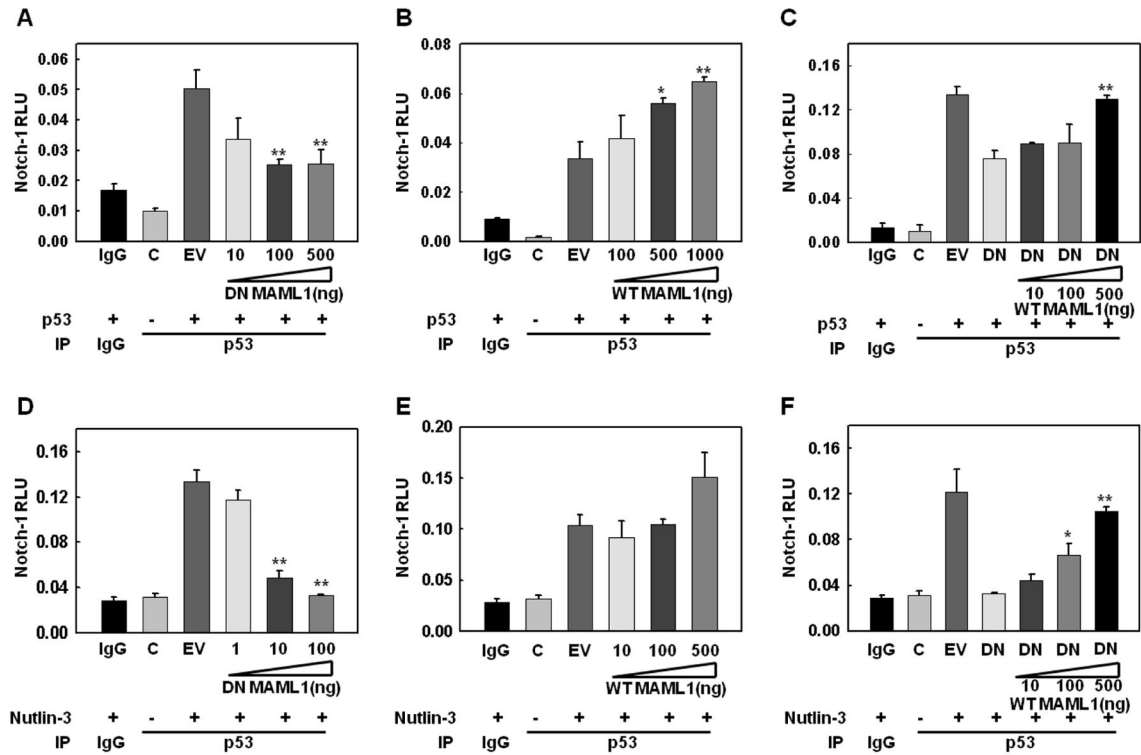 A
Notch-1 RLU
0.06
0.05
0.04
0.03
0.02
0.01
0.00
** **
IgG C EV 10 100 500
DN MAML1(ng)
p53 + - + + + +
IP IgG p53
B
Notch-1 RLU
0.08
0.06
0.04
0.02
0.00
* **
IgG C EV 100 500 1000
WT MAML1(ng)
p53 + - + + + +
IP IgG p53
C
Notch-1 RLU
0.16
0.12
0.08
0.04
0.00
**
IgG C EV DN DN DN DN
10 100 500
WT MAML1(ng)
p53 + - + + + + +
IP IgG p53
D
Notch-1 RLU
0.16
0.12
0.08
0.04
0.00
** **
IgG C EV 1 10 100
DN MAML1(ng)
Nutlin-3 + - + + + +
IP IgG p53
E
Notch-1 RLU
0.20
0.15
0.10
0.05
0.00
IgG C EV 10 100 500
WT MAML1(ng)
Nutlin-3 + - + + + +
IP IgG p53
F
Notch-1 RLU
0.16
0.12
0.08
0.04
0.00
* **
IgG C EV DN DN DN DN
10 100 500
WT MAML1(ng)
Nutlin-3 + - + + + + +
IP IgG p53